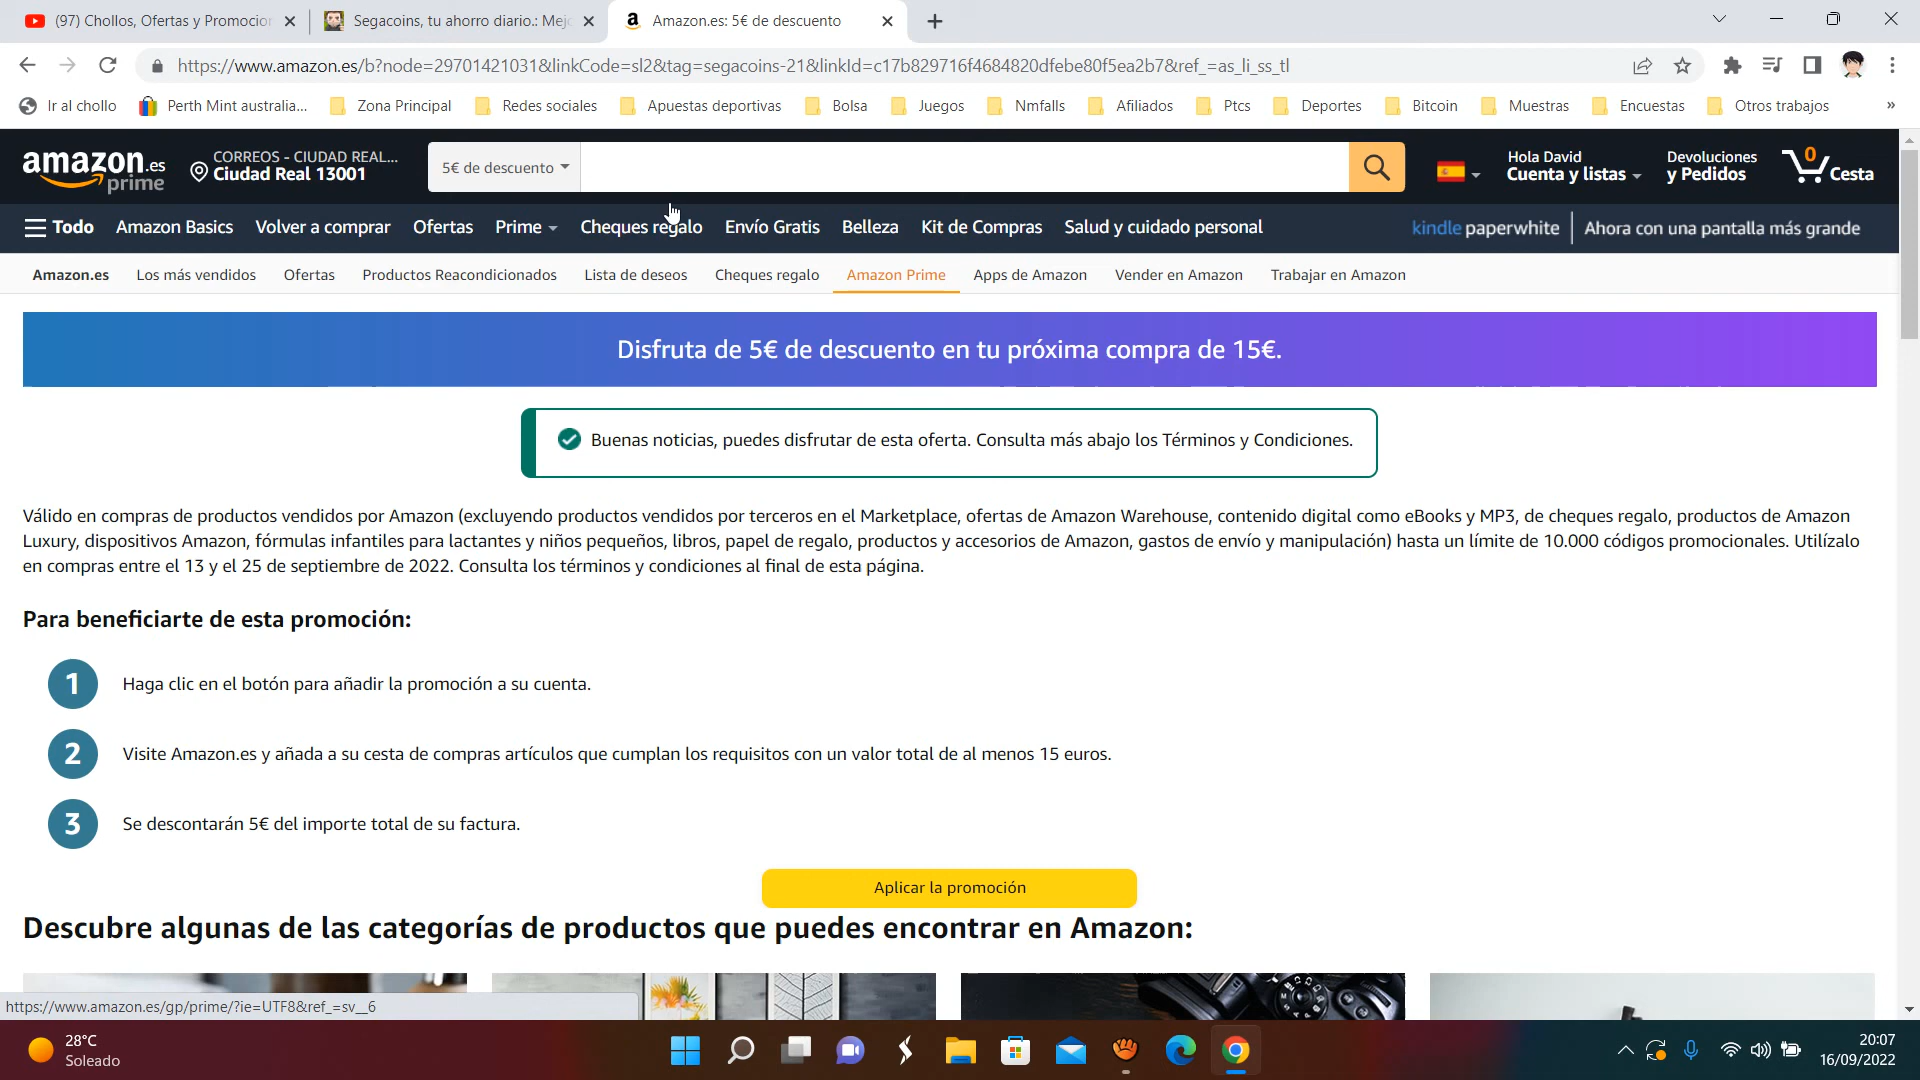 (97) Chollos, Ofertas y Promocion
Segacoins, tu ahorro diario.: Mejo
Amazon.es: 5€ de descuento
https://www.amazon.es/b?node=29701421031&linkCode=sl2&tag=segacoins-21&linkId=c17b829716f4684820dfebe80f5ea2b7&ref_=as_li_ss_tl
Ir al chollo
Perth Mint australia...
Zona Principal
Redes sociales
Apuestas deportivas
Bolsa
Juegos
Nmfalls
Afiliados
Ptcs
Deportes
Bitcoin
Muestras
Encuestas
Otros trabajos
»
amazon.es
prime
CORREOS - CIUDAD REAL...
Ciudad Real 13001
5€ de descuento
Hola David
Cuenta y listas
Devoluciones
y Pedidos
0
Cesta
Todo
Amazon Basics
Volver a comprar
Ofertas
Prime
Cheques regalo
Envío Gratis
Belleza
Kit de Compras
Salud y cuidado personal
kindle paperwhite
Ahora con una pantalla más grande
Amazon.es
Los más vendidos
Ofertas
Productos Reacondicionados
Lista de deseos
Cheques regalo
Amazon Prime
Apps de Amazon
Vender en Amazon
Trabajar en Amazon
Disfruta de 5€ de descuento en tu próxima compra de 15€.
Buenas noticias, puedes disfrutar de esta oferta. Consulta más abajo los Términos y Condiciones.
Válido en compras de productos vendidos por Amazon (excluyendo productos vendidos por terceros en el Marketplace, ofertas de Amazon Warehouse, contenido digital como eBooks y MP3, de cheques regalo, productos de Amazon
Luxury, dispositivos Amazon, fórmulas infantiles para lactantes y niños pequeños, libros, papel de regalo, productos y accesorios de Amazon, gastos de envío y manipulación) hasta un límite de 10.000 códigos promocionales. Utilízalo
en compras entre el 13 y el 25 de septiembre de 2022. Consulta los términos y condiciones al final de esta página.
Para beneficiarte de esta promoción:
1
Haga clic en el botón para añadir la promoción a su cuenta.
2
Visite Amazon.es y añada a su cesta de compras artículos que cumplan los requisitos con un valor total de al menos 15 euros.
3
Se descontarán 5€ del importe total de su factura.
Aplicar la promoción
Descubre algunas de las categorías de productos que puedes encontrar en Amazon:
https://www.amazon.es/gp/prime/?ie=UTF8&ref_=sv__6
28°C
Soleado
20:07
16/09/2022